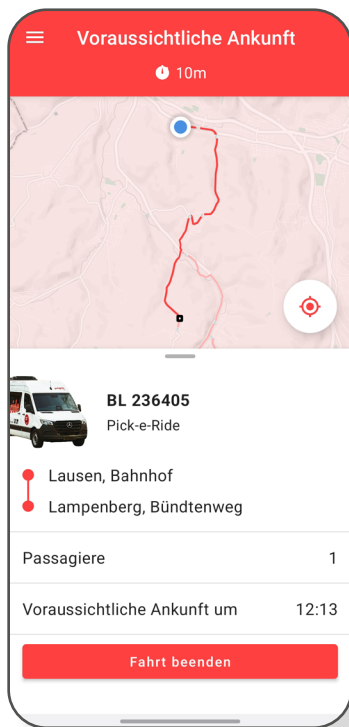 Voraussichtliche Ankunft
10m
BL 236405
Pick-e-Ride
Lausen, Bahnhof
Lampenberg, Bündtenweg
Passagiere 1
Voraussichtliche Ankunft um 12:13
Fahrt beenden